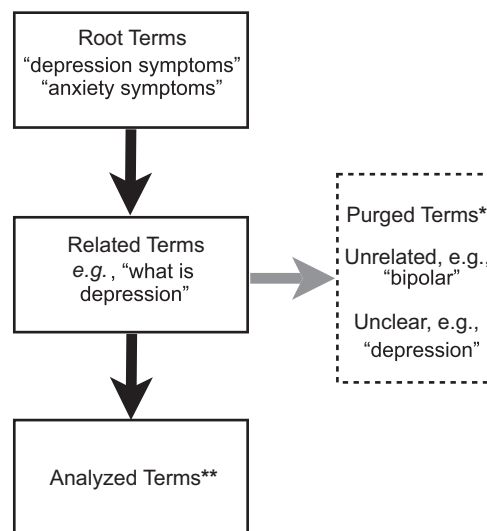 Root Terms
“depression symptoms”
“anxiety symptoms”
Related Terms
e.g., “what is
depression”
Purged Terms*
Unrelated, e.g.,
“bipolar”
Unclear, e.g.,
“depression”
Analyzed Terms**